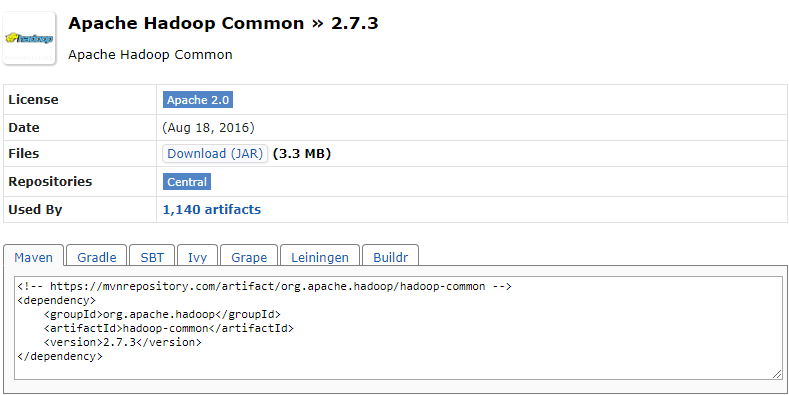 hadoop
Apache Hadoop Common » 2.7.3
Apache Hadoop Common
License Apache 2.0
Date (Aug 18, 2016)
Files Download (JAR) (3.3 MB)
Repositories Central
Used By 1,140 artifacts
Maven Gradle SBT Ivy Grape Leiningen Buildr
<!-- https://mvnrepository.com/artifact/org.apache.hadoop/hadoop-common -->
<dependency>
    <groupId>org.apache.hadoop</groupId>
    <artifactId>hadoop-common</artifactId>
    <version>2.7.3</version>
</dependency>